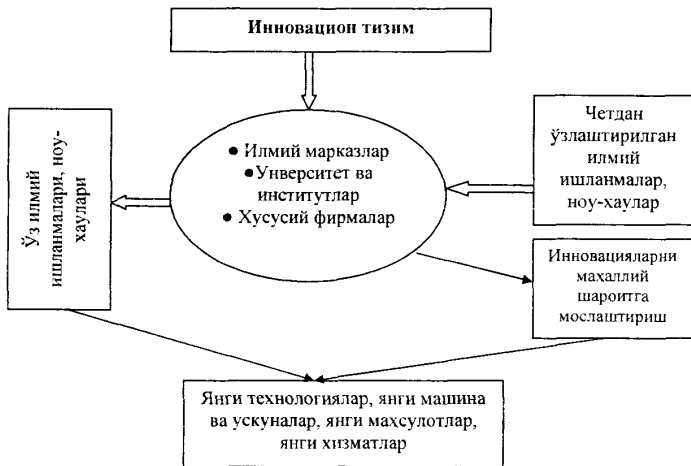 Инновацион тизим
Ўз илмий
ишланмалари, ноу-
хаулари
● Илмий марказлар
● Унверситет ва
институтлар
● Хусусий фирмалар
Четдан
ўзлаштирилган
илмий
ишланмалар,
ноу-хаулар
Инновацияларни
махаллий
шароитга
мослаштириш
Янги технологиялар, янги машина
ва ускуналар, янги махсулотлар,
янги хизматлар